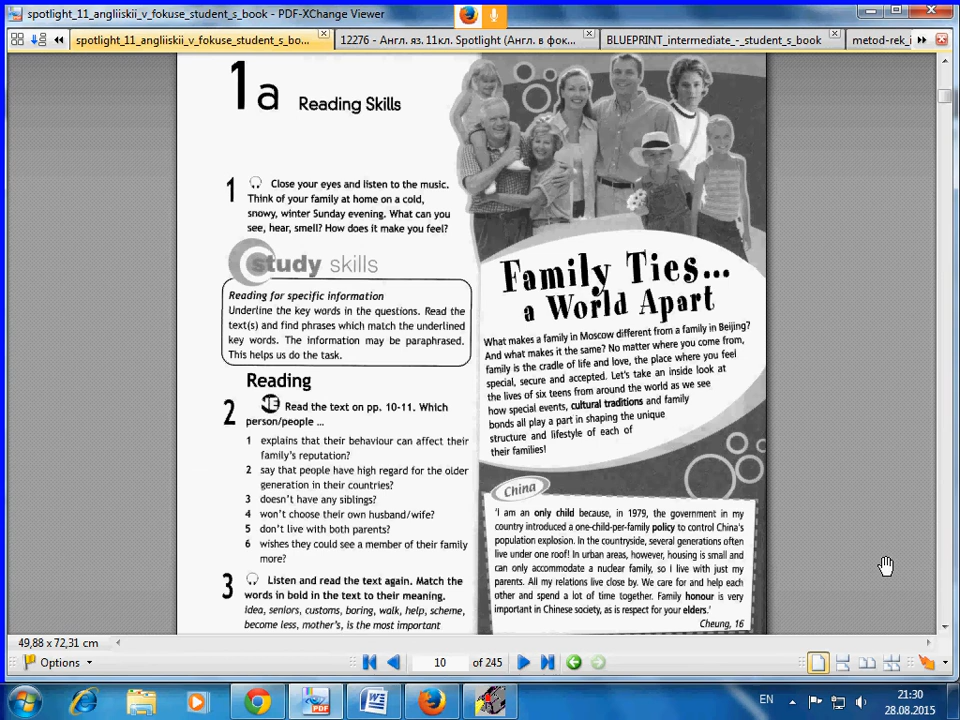 spotlight_11_angliiskii_v_fokuse_student_s_book - PDF-XChange Viewer
spotlight_11_angliiskii_v_fokuse_student_s_bo...
12276 - Англ. яз. 11кл. Spotlight (Англ. в фок...
BLUEPRINT_intermediate_-_student_s_book
metod-rek_
1a Reading Skills
1 Close your eyes and listen to the music.
Think of your family at home on a cold,
snowy, winter Sunday evening. What can you
see, hear, smell? How does it make you feel?
study skills
Reading for specific information
Underline the key words in the questions. Read the
text(s) and find phrases which match the underlined
key words. The information may be paraphrased.
This helps us do the task.
Reading
2 Read the text on pp. 10-11. Which
person/people ...
1 explains that their behaviour can affect their
family's reputation?
2 say that people have high regard for the older
generation in their countries?
3 doesn't have any siblings?
4 won't choose their own husband/wife?
5 don't live with both parents?
6 wishes they could see a member of their family
more?
3 Listen and read the text again. Match the
words in bold in the text to their meaning.
idea, seniors, customs, boring, walk, help, scheme,
become less, mother's, is the most important
Family Ties...
a World Apart
What makes a family in Moscow different from a family in Beijing?
And what makes it the same? No matter where you come from,
family is the cradle of life and love, the place where you feel
special, secure and accepted. Let's take an inside look at
the lives of six teens from around the world as we see
how special events, cultural traditions and family
bonds all play a part in shaping the unique
structure and lifestyle of each of
their families!
China
'I am an only child because, in 1979, the government in my
country introduced a one-child-per-family policy to control China's
population explosion. In the countryside, several generations often
live under one roof! In urban areas, however, housing is small and
can only accommodate a nuclear family, so I live with just my
parents. All my relations live close by. We care for and help each
other and spend a lot of time together. Family honour is very
important in Chinese society, as is respect for your elders.'
Cheung, 16
49,88 x 72,31 cm
Options
10 of 245
EN
21:30
28.08.2015